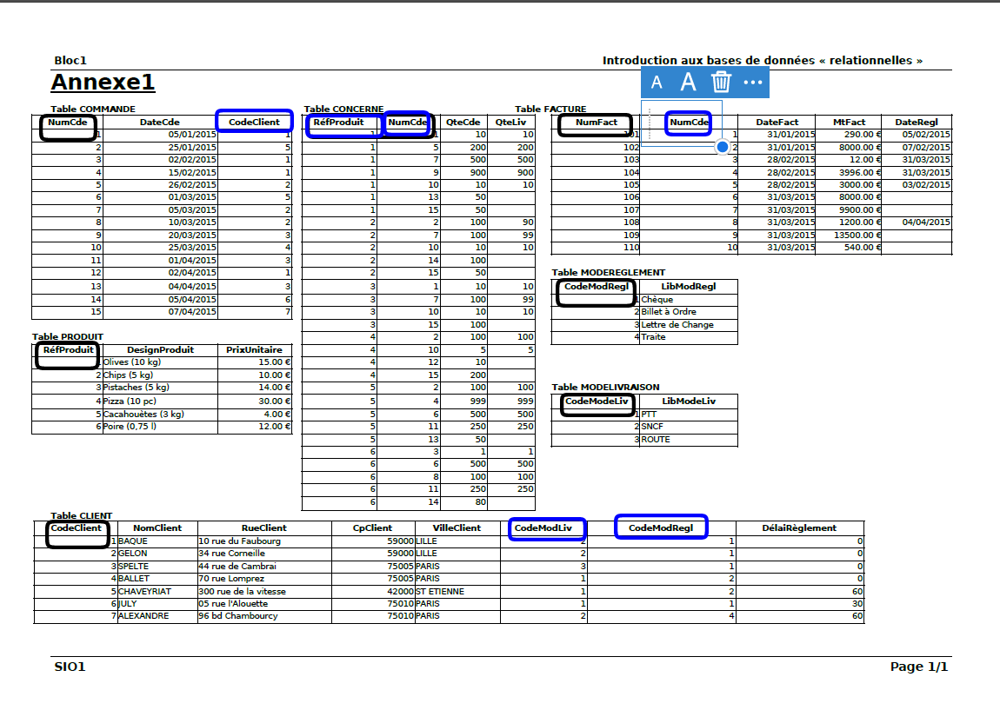 Bloc1 Introduction aux bases de données « relationnelles »
Annexe1
A A
Table COMMANDE
NumCde DateCde CodeClient
1 05/01/2015 1
2 25/01/2015 5
3 02/02/2015 1
4 15/02/2015 1
5 26/02/2015 2
6 01/03/2015 5
7 05/03/2015 2
8 10/03/2015 2
9 20/03/2015 3
10 25/03/2015 4
11 01/04/2015 3
12 02/04/2015 1
13 04/04/2015 3
14 05/04/2015 6
15 07/04/2015 7
Table PRODUIT
RéfProduit DesignProduit PrixUnitaire
Olives (10 kg) 15.00 €
2 Chips (5 kg) 10.00 €
3 Pistaches (5 kg) 14.00 €
4 Pizza (10 pc) 30.00 €
5 Cacahouètes (3 kg) 4.00 €
6 Poire (0,75 l) 12.00 €
Table CONCERNE
RéfProduit NumCde QteCde QteLiv
1 1 10 10
1 5 200 200
1 7 500 500
1 9 900 900
1 10 10 10
1 13 50
1 15 50
2 2 100 90
2 7 100 99
2 10 10 10
2 14 100
2 15 50
3 1 10 10
3 7 100 99
3 10 10 10
3 15 100
4 2 100 100
4 10 5 5
4 12 10
4 15 200
5 2 100 100
5 4 999 999
5 6 500 500
5 11 250 250
5 13 50
6 3 1 1
6 6 500 500
6 8 100 100
6 11 250 250
6 14 80
Table FACTURE
NumFact NumCde DateFact MtFact DateRegl
101 1 31/01/2015 290.00 € 05/02/2015
102 2 31/01/2015 8000.00 € 07/02/2015
103 3 28/02/2015 12.00 € 31/03/2015
104 4 28/02/2015 3996.00 € 31/03/2015
105 5 28/02/2015 3000.00 € 03/02/2015
106 6 31/03/2015 8000.00 €
107 7 31/03/2015 9900.00 €
108 8 31/03/2015 1200.00 € 04/04/2015
109 9 31/03/2015 13500.00 €
110 10 31/03/2015 540.00 €
Table MODEREGLEMENT
CodeModRegl LibModRegl
1 Chèque
2 Billet à Ordre
3 Lettre de Change
4 Traite
Table MODELIVRAISON
CodeModeLiv LibModeLiv
1 PTT
2 SNCF
3 ROUTE
Table CLIENT
CodeClient NomClient RueClient CpClient VilleClient CodeModLiv CodeModRegl DélaiRèglement
1 BAQUE 10 rue du Faubourg 59000 LILLE 2 1 0
2 GELON 34 rue Corneille 59000 LILLE 2 1 0
3 SPELTE 44 rue de Cambrai 75005 PARIS 3 1 0
4 BALLET 70 rue Lomprez 75005 PARIS 1 2 0
5 CHAVEYRIAT 300 rue de la vitesse 42000 ST ETIENNE 1 2 60
6 JULY 05 rue l'Alouette 75010 PARIS 1 1 30
7 ALEXANDRE 96 bd Chambourcy 75010 PARIS 2 4 60
SIO1 Page 1/1